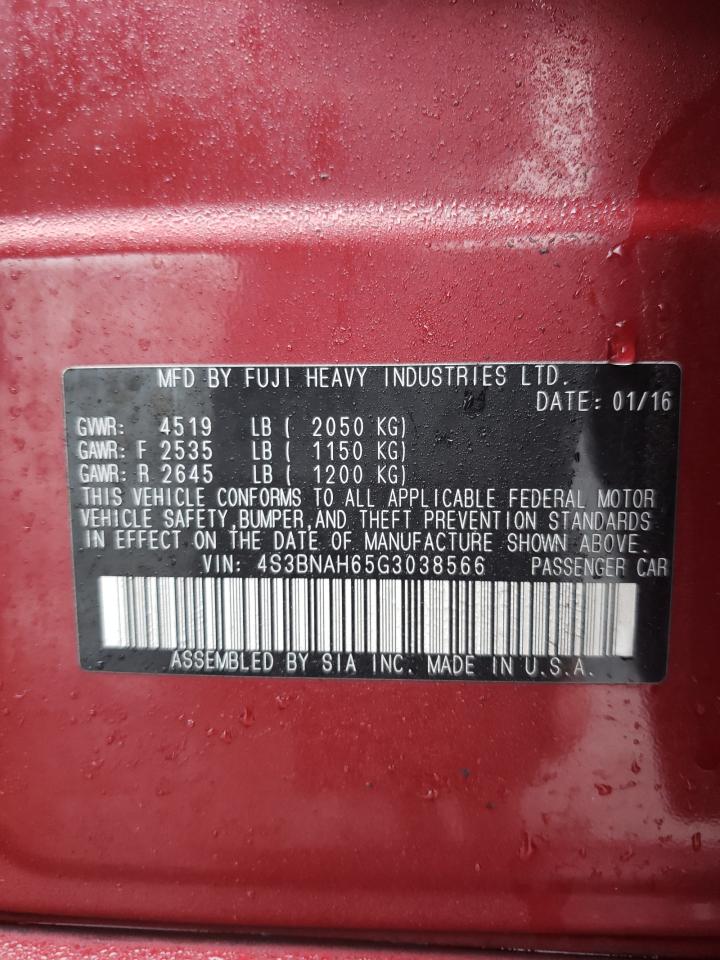 MFD BY FUJI HEAVY INDUSTRIES LTD.
DATE: 01/16
GVWR: 4519 LB ( 2050 KG)
GAWR: F 2535 LB ( 1150 KG)
GAWR: R 2645 LB ( 1200 KG)
THIS VEHICLE CONFORMS TO ALL APPLICABLE FEDERAL MOTOR
VEHICLE SAFETY,BUMPER,AND THEFT PREVENTION STANDARDS
IN EFFECT ON THE DATE OF MANUFACTURE SHOWN ABOVE.
VIN: 4S3BNAH65G3038566 PASSENGER CAR
ASSEMBLED BY SIA INC. MADE IN U.S.A.